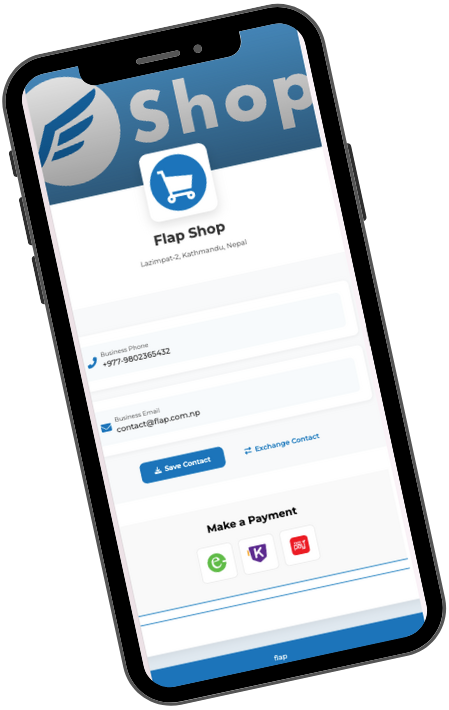 Shop
Flap Shop
Lazimpat-2, Kathmandu, Nepal
Business Phone
+977-9802365432
Business Email
contact@flap.com.np
Save Contact
Exchange Contact
Make a Payment
flap